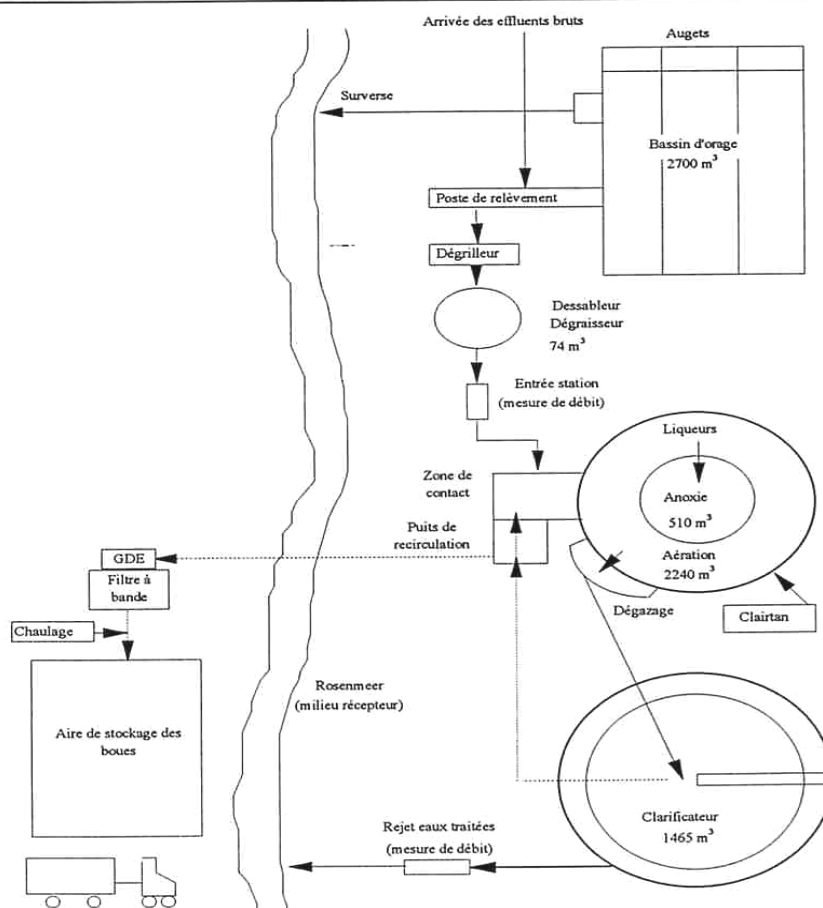 Arrivée des effluents bruts
Augets
Surverse
Bassin d'orage
2700 m³
Poste de relèvement
Dégrilleur
Dessableur
Dégraisseur
74 m³
Entrée station
(mesure de débit)
Liqueurs
Zone de
contact
Anoxie
510 m³
Puits de
recirculation
Aération
2240 m³
GDE
Filtre à
bande
Dégazage
Clairtan
Chaulage
Rosenmeer
(milieu récepteur)
Aire de stockage des
boues
Clarificateur
1465 m³
Rejet eaux traitées
(mesure de débit)